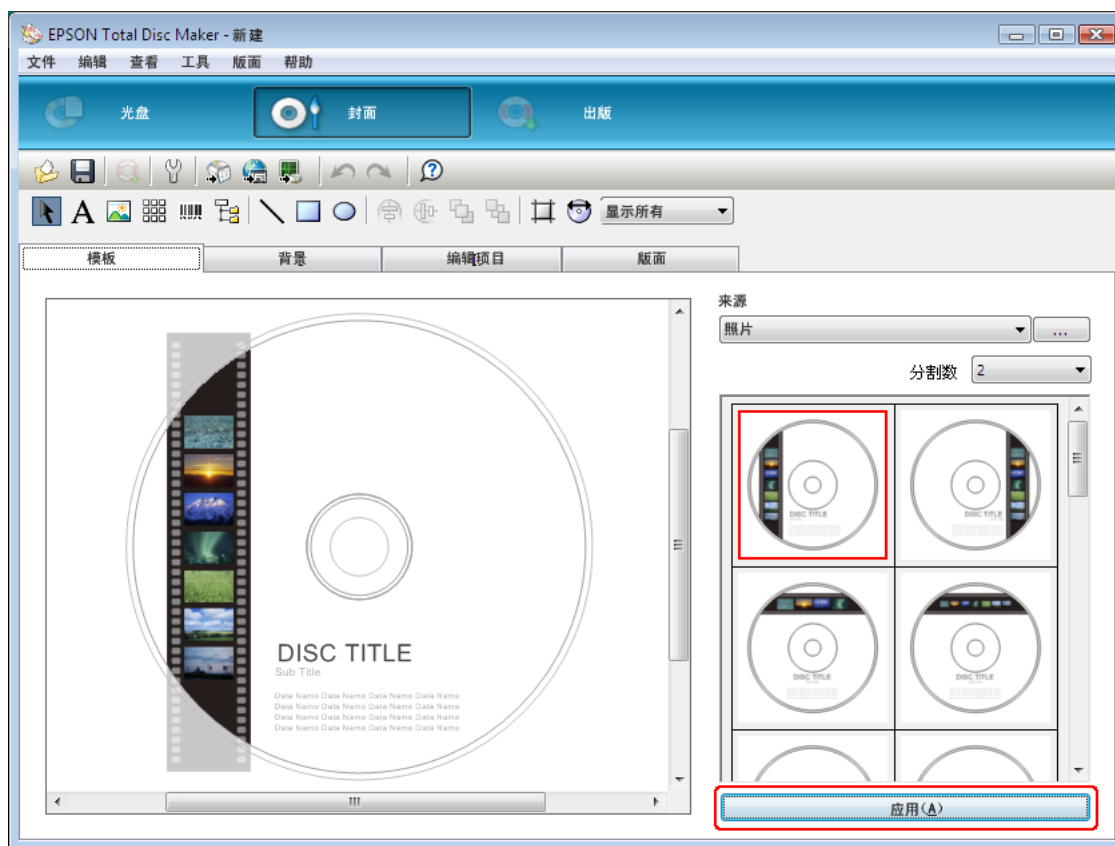 EPSON Total Disc Maker - 新建
文件 编辑 查看 工具 版面 帮助
光盘 封面 出版
A
显示所有
模板 背景 编辑项目 版面
来源
照片
...
分割数 2
DISC TITLE
Sub Title
Data Name Data Name Data Name Data Name
Data Name Data Name Data Name Data Name
Data Name Data Name Data Name Data Name
Data Name Data Name Data Name Data Name
DISC TITLE
DISC TITLE
DISC TITLE
DISC TITLE
应用(A)